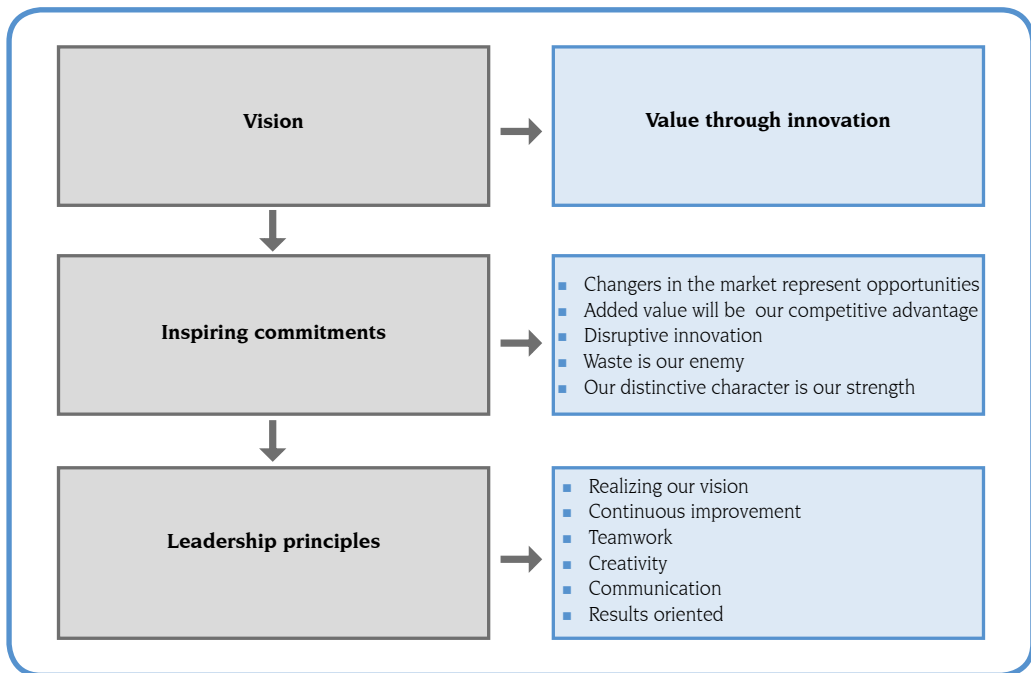 Vision
Value through innovation
Inspiring commitments
Changers in the market represent opportunities
Added value will be our competitive advantage
Disruptive innovation
Waste is our enemy
Our distinctive character is our strength
Leadership principles
Realizing our vision
Continuous improvement
Teamwork
Creativity
Communication
Results oriented